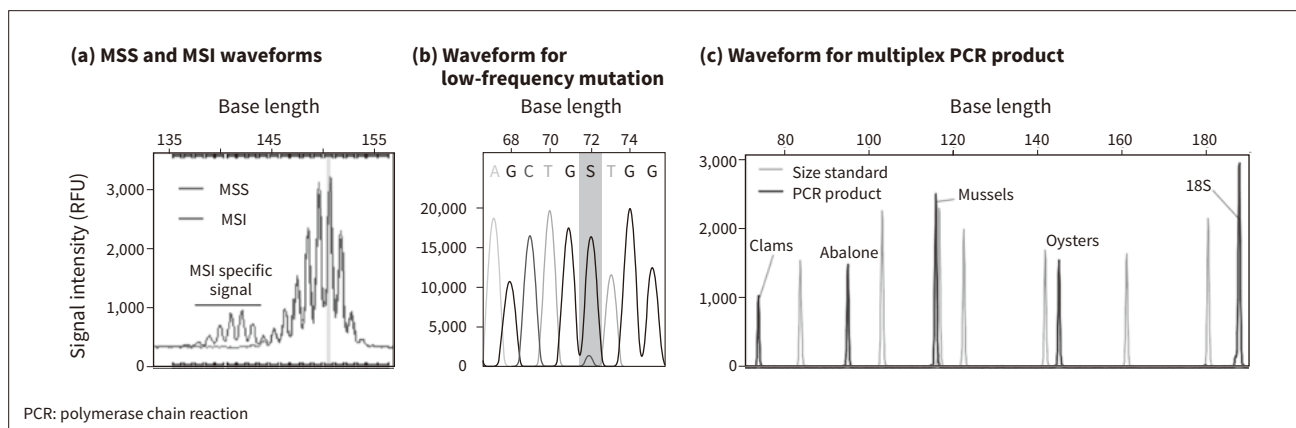 (a) MSS and MSI waveforms
Base length
135 145 155
Signal intensity (RFU)
3,000
2,000
1,000
0
MSS
MSI
MSI specific
signal
(b) Waveform for
low-frequency mutation
Base length
68 70 72 74
A G C T G S T G G
20,000
15,000
10,000
5,000
0
(c) Waveform for multiplex PCR product
Base length
80 100 120 140 160 180
3,000
2,000
1,000
0
Size standard
PCR product
Clams
Abalone
Mussels
Oysters
18S
PCR: polymerase chain reaction